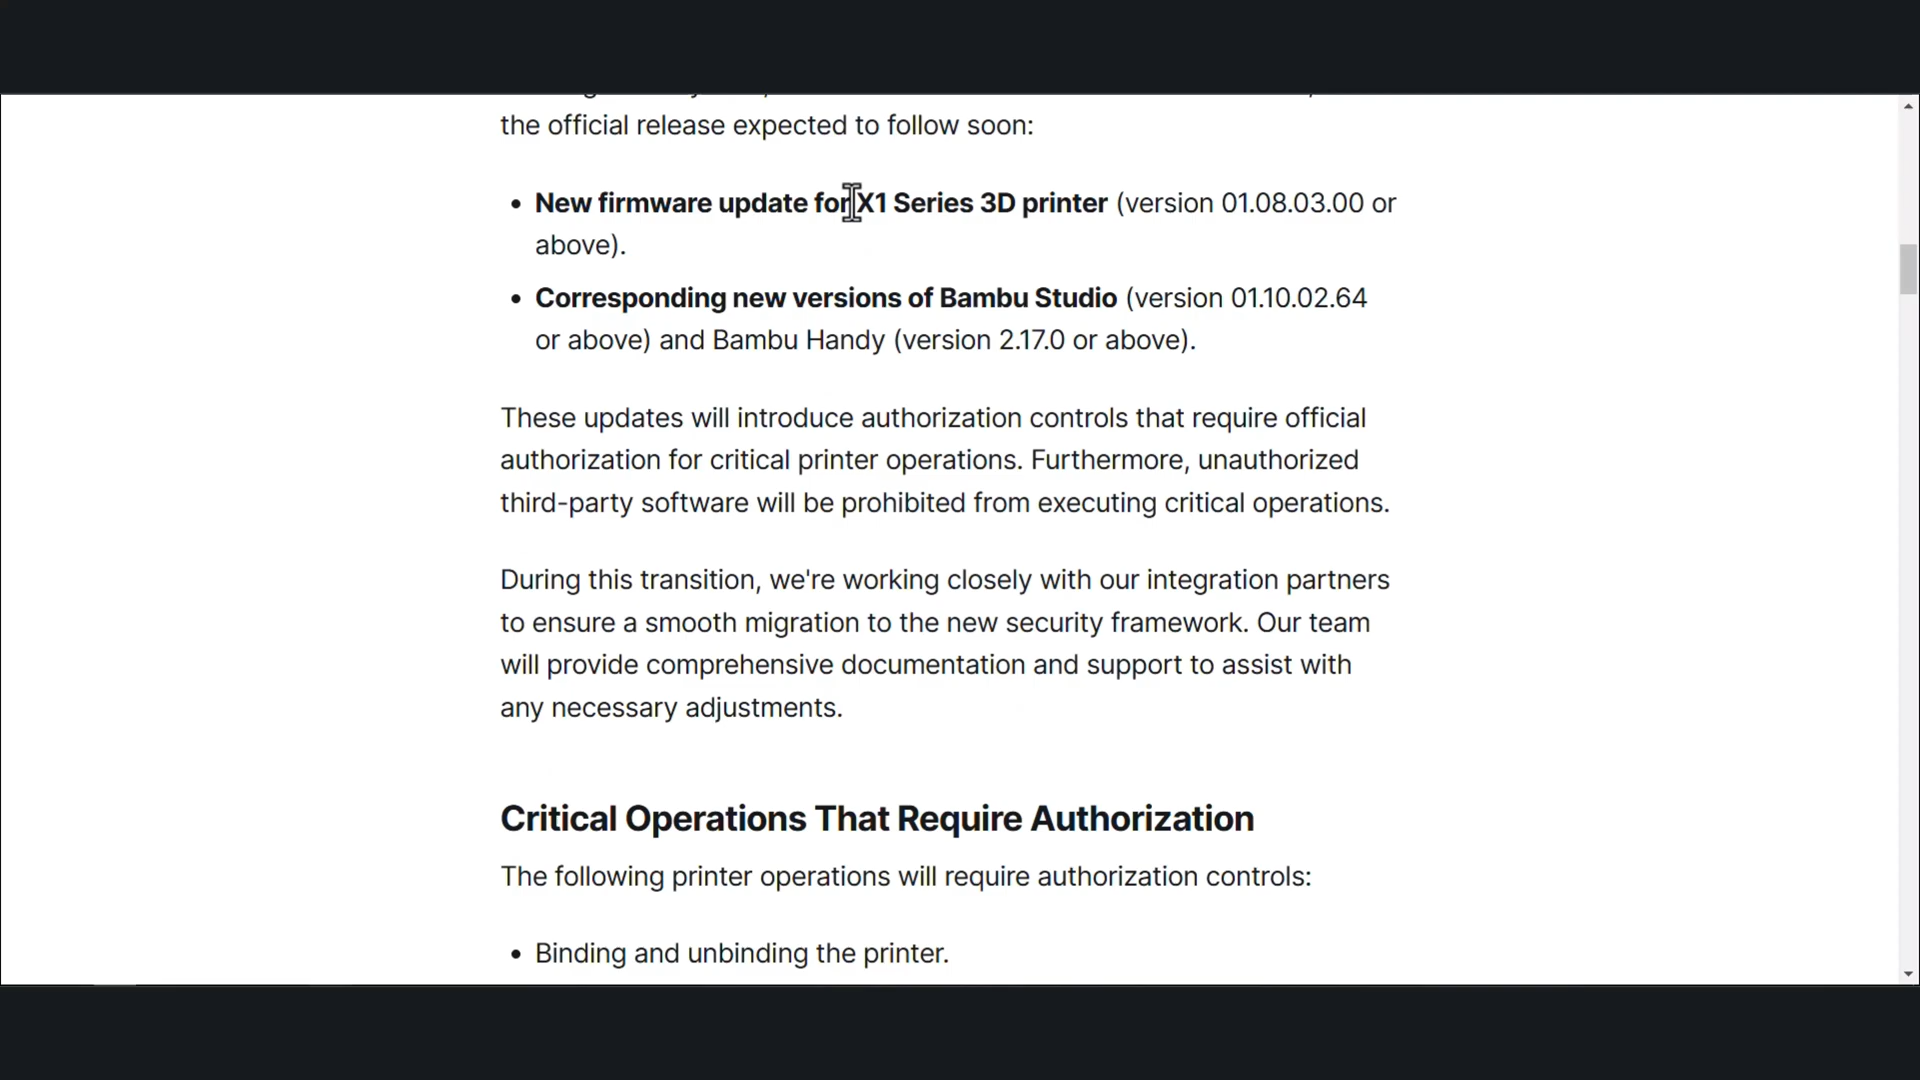 the official release expected to follow soon:
• New firmware update for X1 Series 3D printer (version 01.08.03.00 or
above).
• Corresponding new versions of Bambu Studio (version 01.10.02.64
or above) and Bambu Handy (version 2.17.0 or above).
These updates will introduce authorization controls that require official
authorization for critical printer operations. Furthermore, unauthorized
third-party software will be prohibited from executing critical operations.
During this transition, we're working closely with our integration partners
to ensure a smooth migration to the new security framework. Our team
will provide comprehensive documentation and support to assist with
any necessary adjustments.
Critical Operations That Require Authorization
The following printer operations will require authorization controls:
• Binding and unbinding the printer.